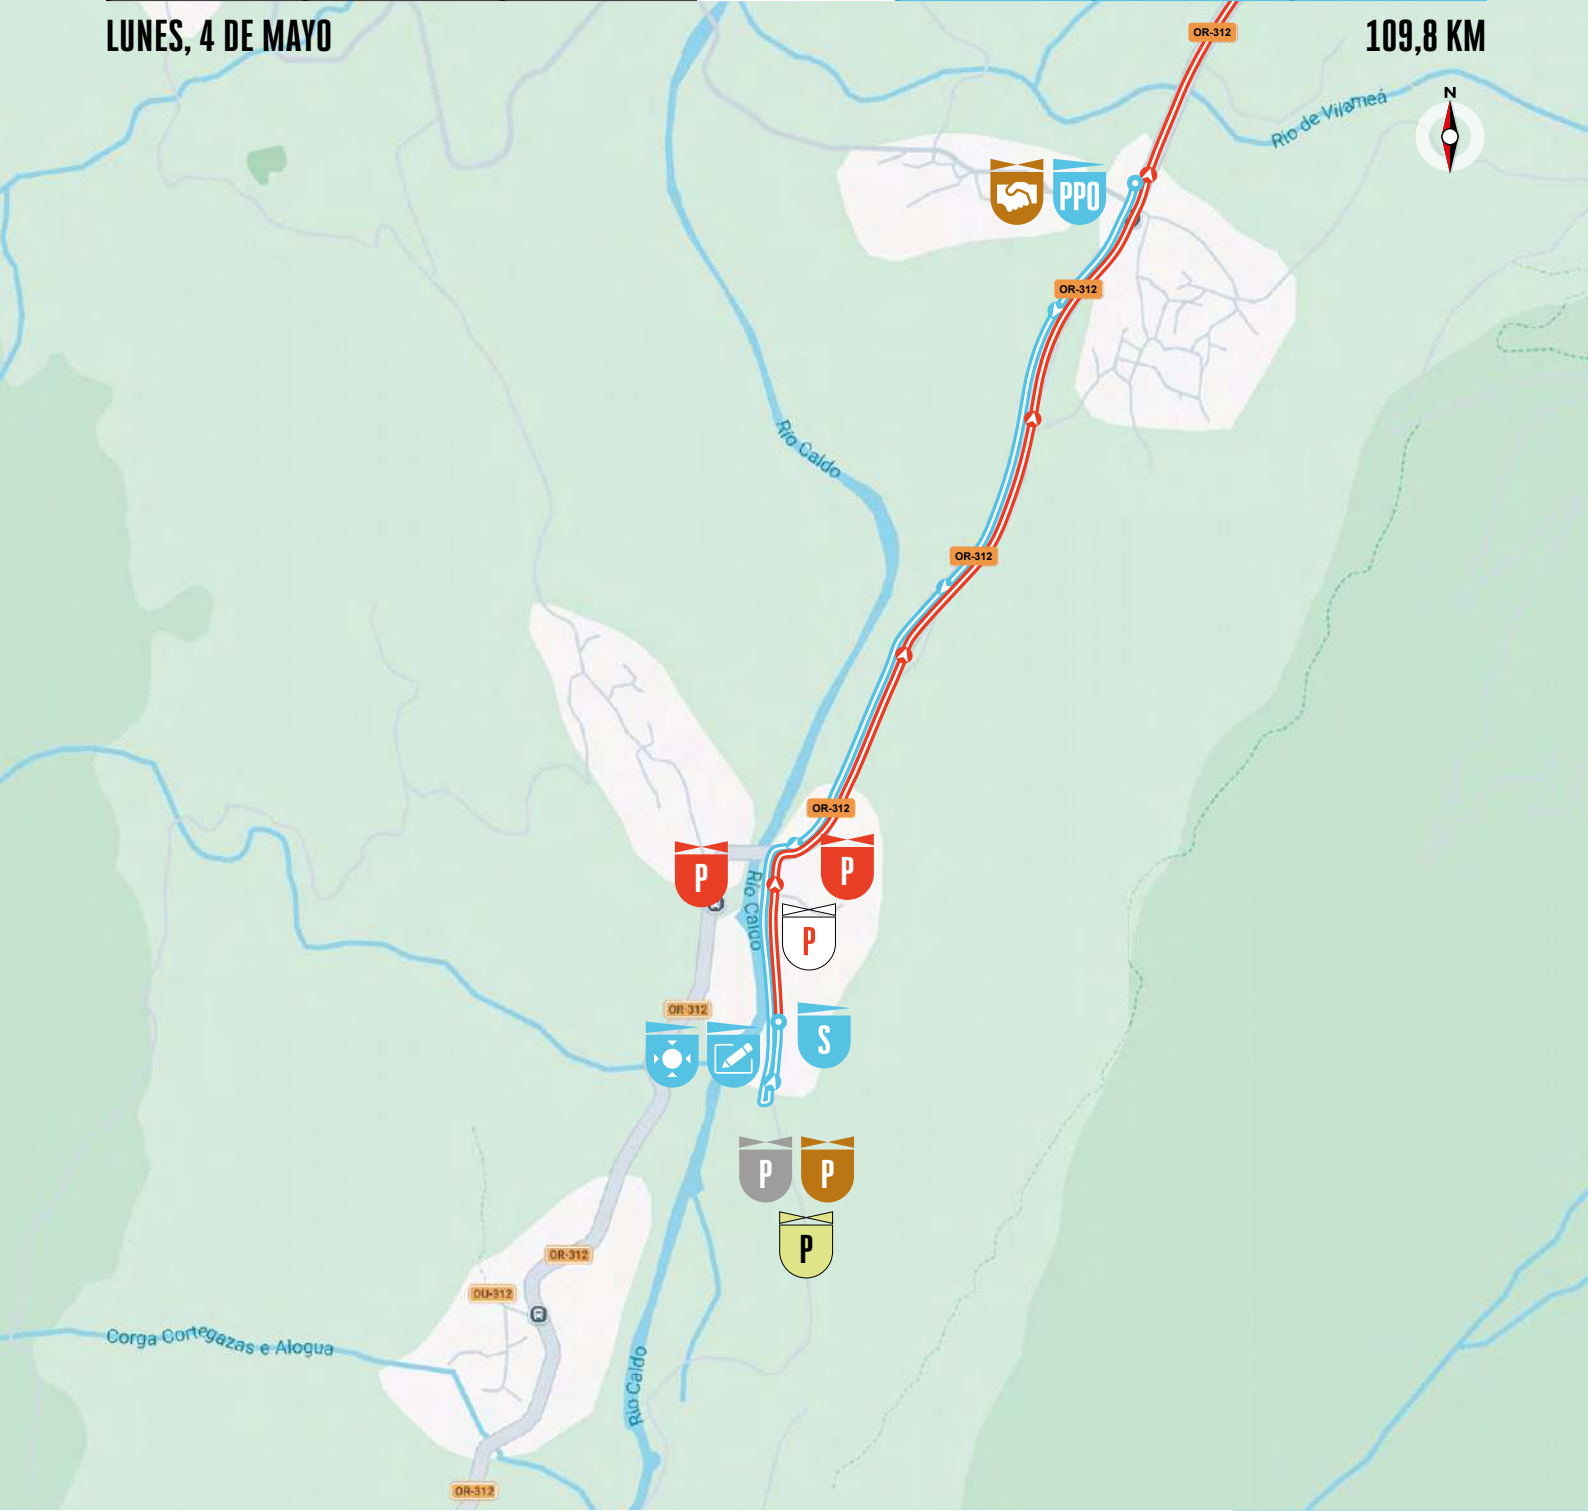 LUNES, 4 DE MAYO
109,8 KM
OR-312
N
Río de Vilameá
PPO
OR-312
Río Caldo
OR-312
OR-312
P
P
Río Caldo
P
OR-312
S
P
P
P
OR-312
OU-312
Corga Cortegazas e Alogua
Río Caldo
OR-312